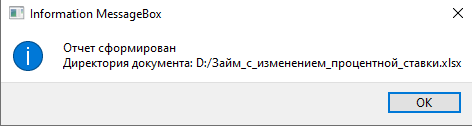 Information MessageBox
Отчет сформирован
Директория документа: D:/Займ_с_изменением_процентной_ставки.xlsx
OK